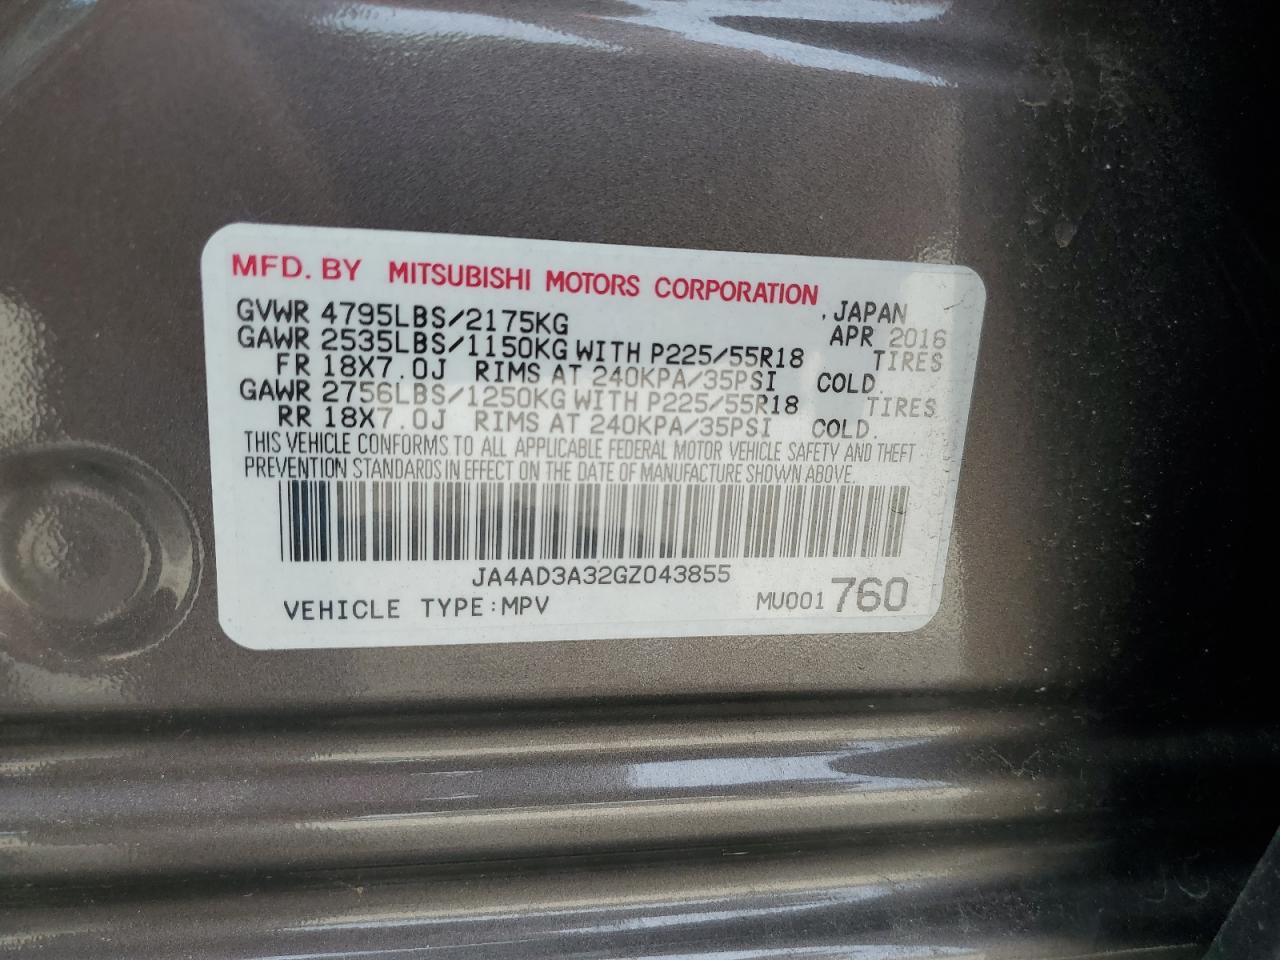 MFD. BY MITSUBISHI MOTORS CORPORATION
GVWR 4795LBS/2175KG .JAPAN
GAWR 2535LBS/1150KG WITH P225/55R18 APR 2016
FR 18X7.0J RIMS AT 240KPA/35PSI COLD. TIRES
GAWR 2756LBS/1250KG WITH P225/55R18 TIRES
RR 18X7.0J RIMS AT 240KPA/35PSI COLD.
THIS VEHICLE CONFORMS TO ALL APPLICABLE FEDERAL MOTOR VEHICLE SAFETY AND THEFT
PREVENTION STANDARDS IN EFFECT ON THE DATE OF MANUFACTURE SHOWN ABOVE.
JA4AD3A32GZ043855
VEHICLE TYPE:MPV MU001760